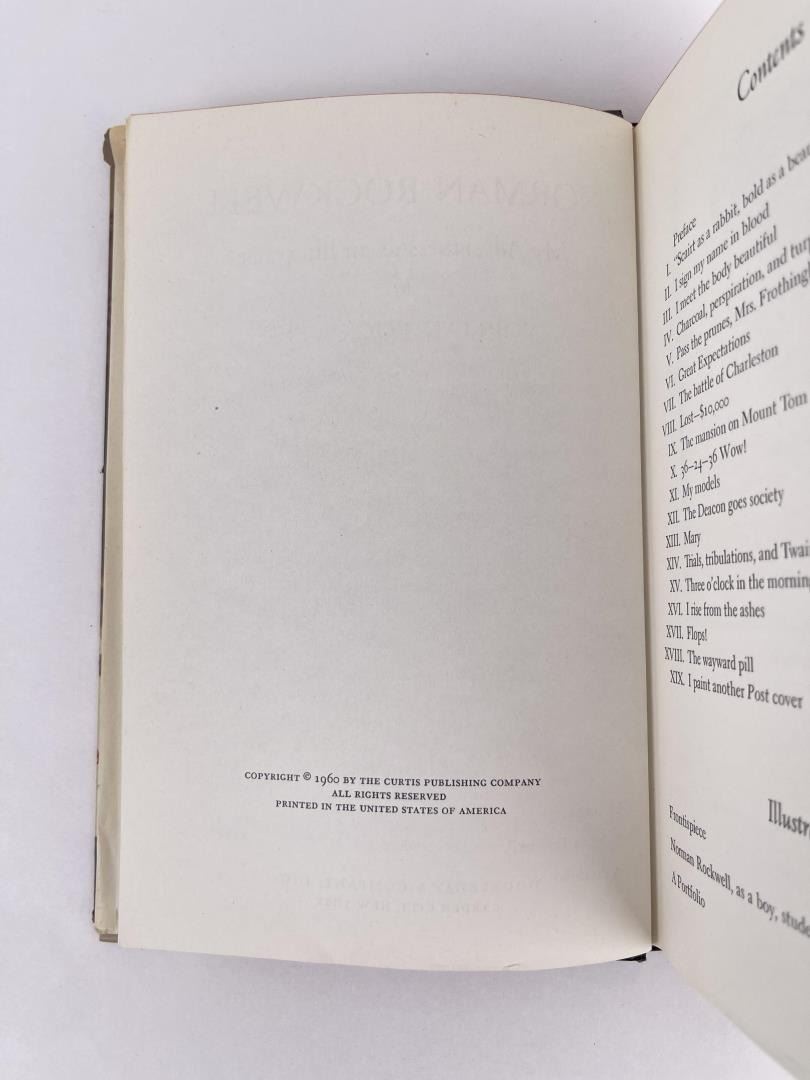 COPYRIGHT © 1960 BY THE CURTIS PUBLISHING COMPANY
ALL RIGHTS RESERVED
PRINTED IN THE UNITED STATES OF AMERICA
Contents
Preface
I. "Scairt as a rabbit, bold as a
II. I sign my name in blood
III. I meet the body beautiful
IV. Charcoal, perspiration, and
V. Pass the prunes, Mrs.
VI. Great Expectations
VII. The battle of Charleston
VIII. Lost—$10,000
IX. The mansion on Mount Tom
X. 36–24–36 Wow!
XI. My models
XII. The Deacon goes society
XIII. Mary
XIV. Trials, tribulations, and
XV. Three o'clock in the
XVI. I rise from the ashes
XVII. Flops!
XVIII. The wayward pill
XIX. I paint another Post cover
Frontispiece
Norman Rockwell, as a boy,
A Portfolio